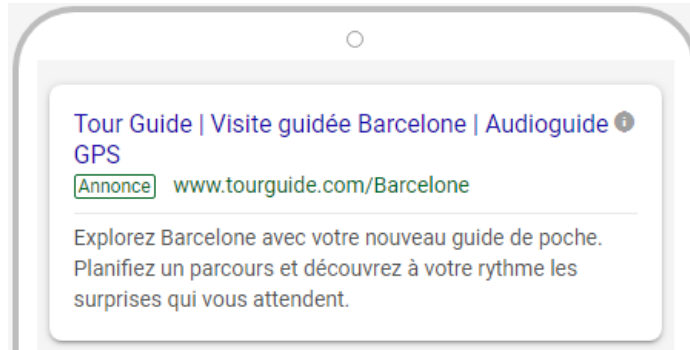 Tour Guide | Visite guidée Barcelone | Audioguide
GPS
Annonce www.tourguide.com/Barcelone
Explorez Barcelone avec votre nouveau guide de poche.
Planifiez un parcours et découvrez à votre rythme les
surprises qui vous attendent.